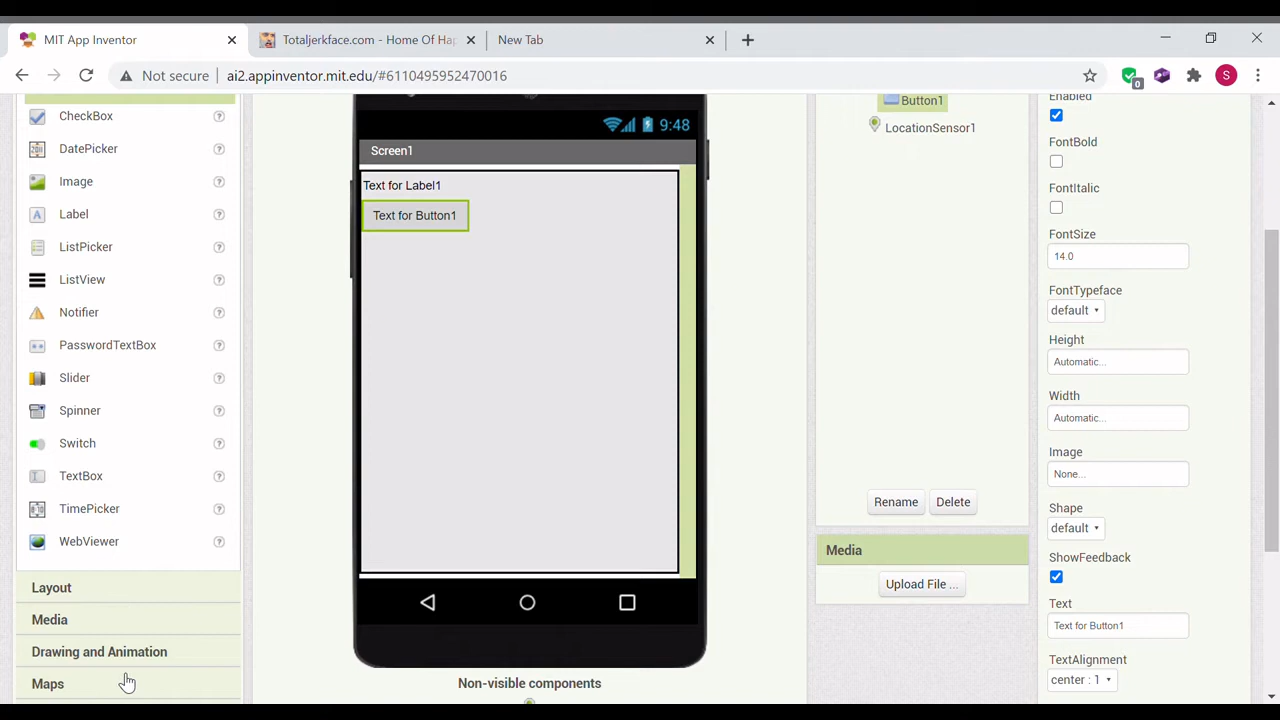 MIT App Inventor
Totaljerkface.com - Home Of Hap
New Tab
Not secure
ai2.appinventor.mit.edu/#6110495952470016
0
S
CheckBox ?
DatePicker ?
Image ?
Label ?
ListPicker ?
ListView ?
Notifier ?
PasswordTextBox ?
Slider ?
Spinner ?
Switch ?
TextBox ?
TimePicker ?
WebViewer ?
Layout
Media
Drawing and Animation
Maps
9:48
Screen1
Text for Label1
Text for Button1
Non-visible components
Button1
LocationSensor1
Rename Delete
Media
Upload File ...
Enabled
FontBold
FontItalic
FontSize
14.0
FontTypeface
default
Height
Automatic...
Width
Automatic...
Image
None...
Shape
default
ShowFeedback
Text
Text for Button1
TextAlignment
center : 1